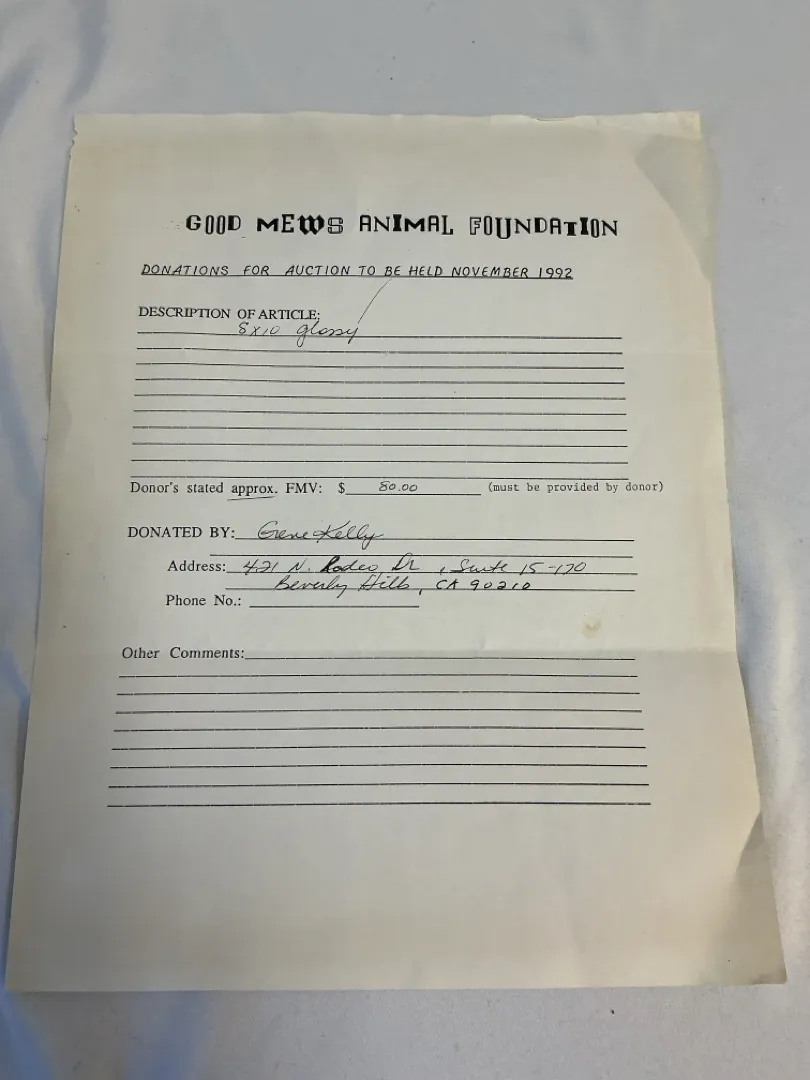 GOOD MEWS ANIMAL FOUNDATION
DONATIONS FOR AUCTION TO BE HELD NOVEMBER 1992
DESCRIPTION OF ARTICLE:
8x10 glossy
Donor's stated approx. FMV: $ 80.00 (must be provided by donor)
DONATED BY: Gene Kelly
Address: 421 N. Rodeo Dr, Suite 15-170
Beverly Hills, CA 90210
Phone No.:
Other Comments: